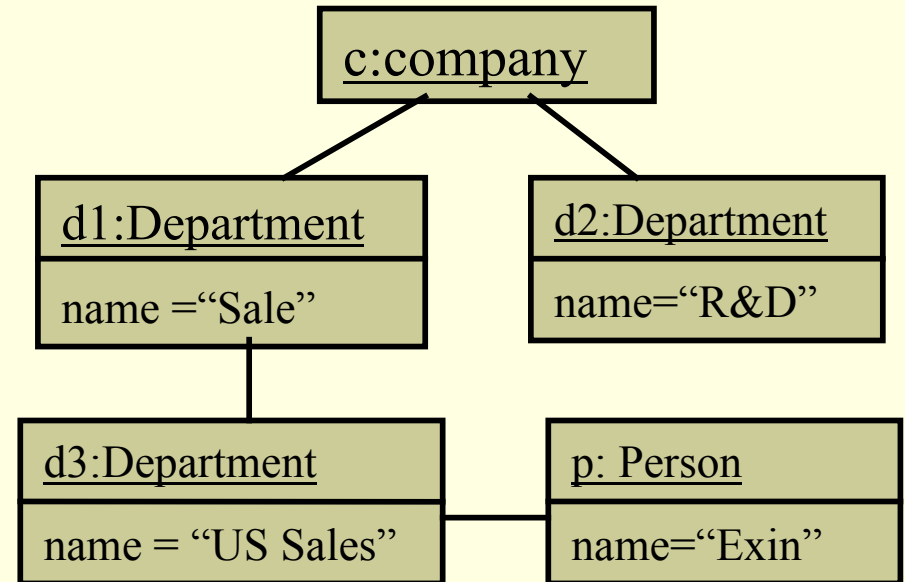 c:company
d1:Department
name =“Sale”
d2:Department
name=“R&D”
d3:Department
name = “US Sales”
p: Person
name=“Exin”